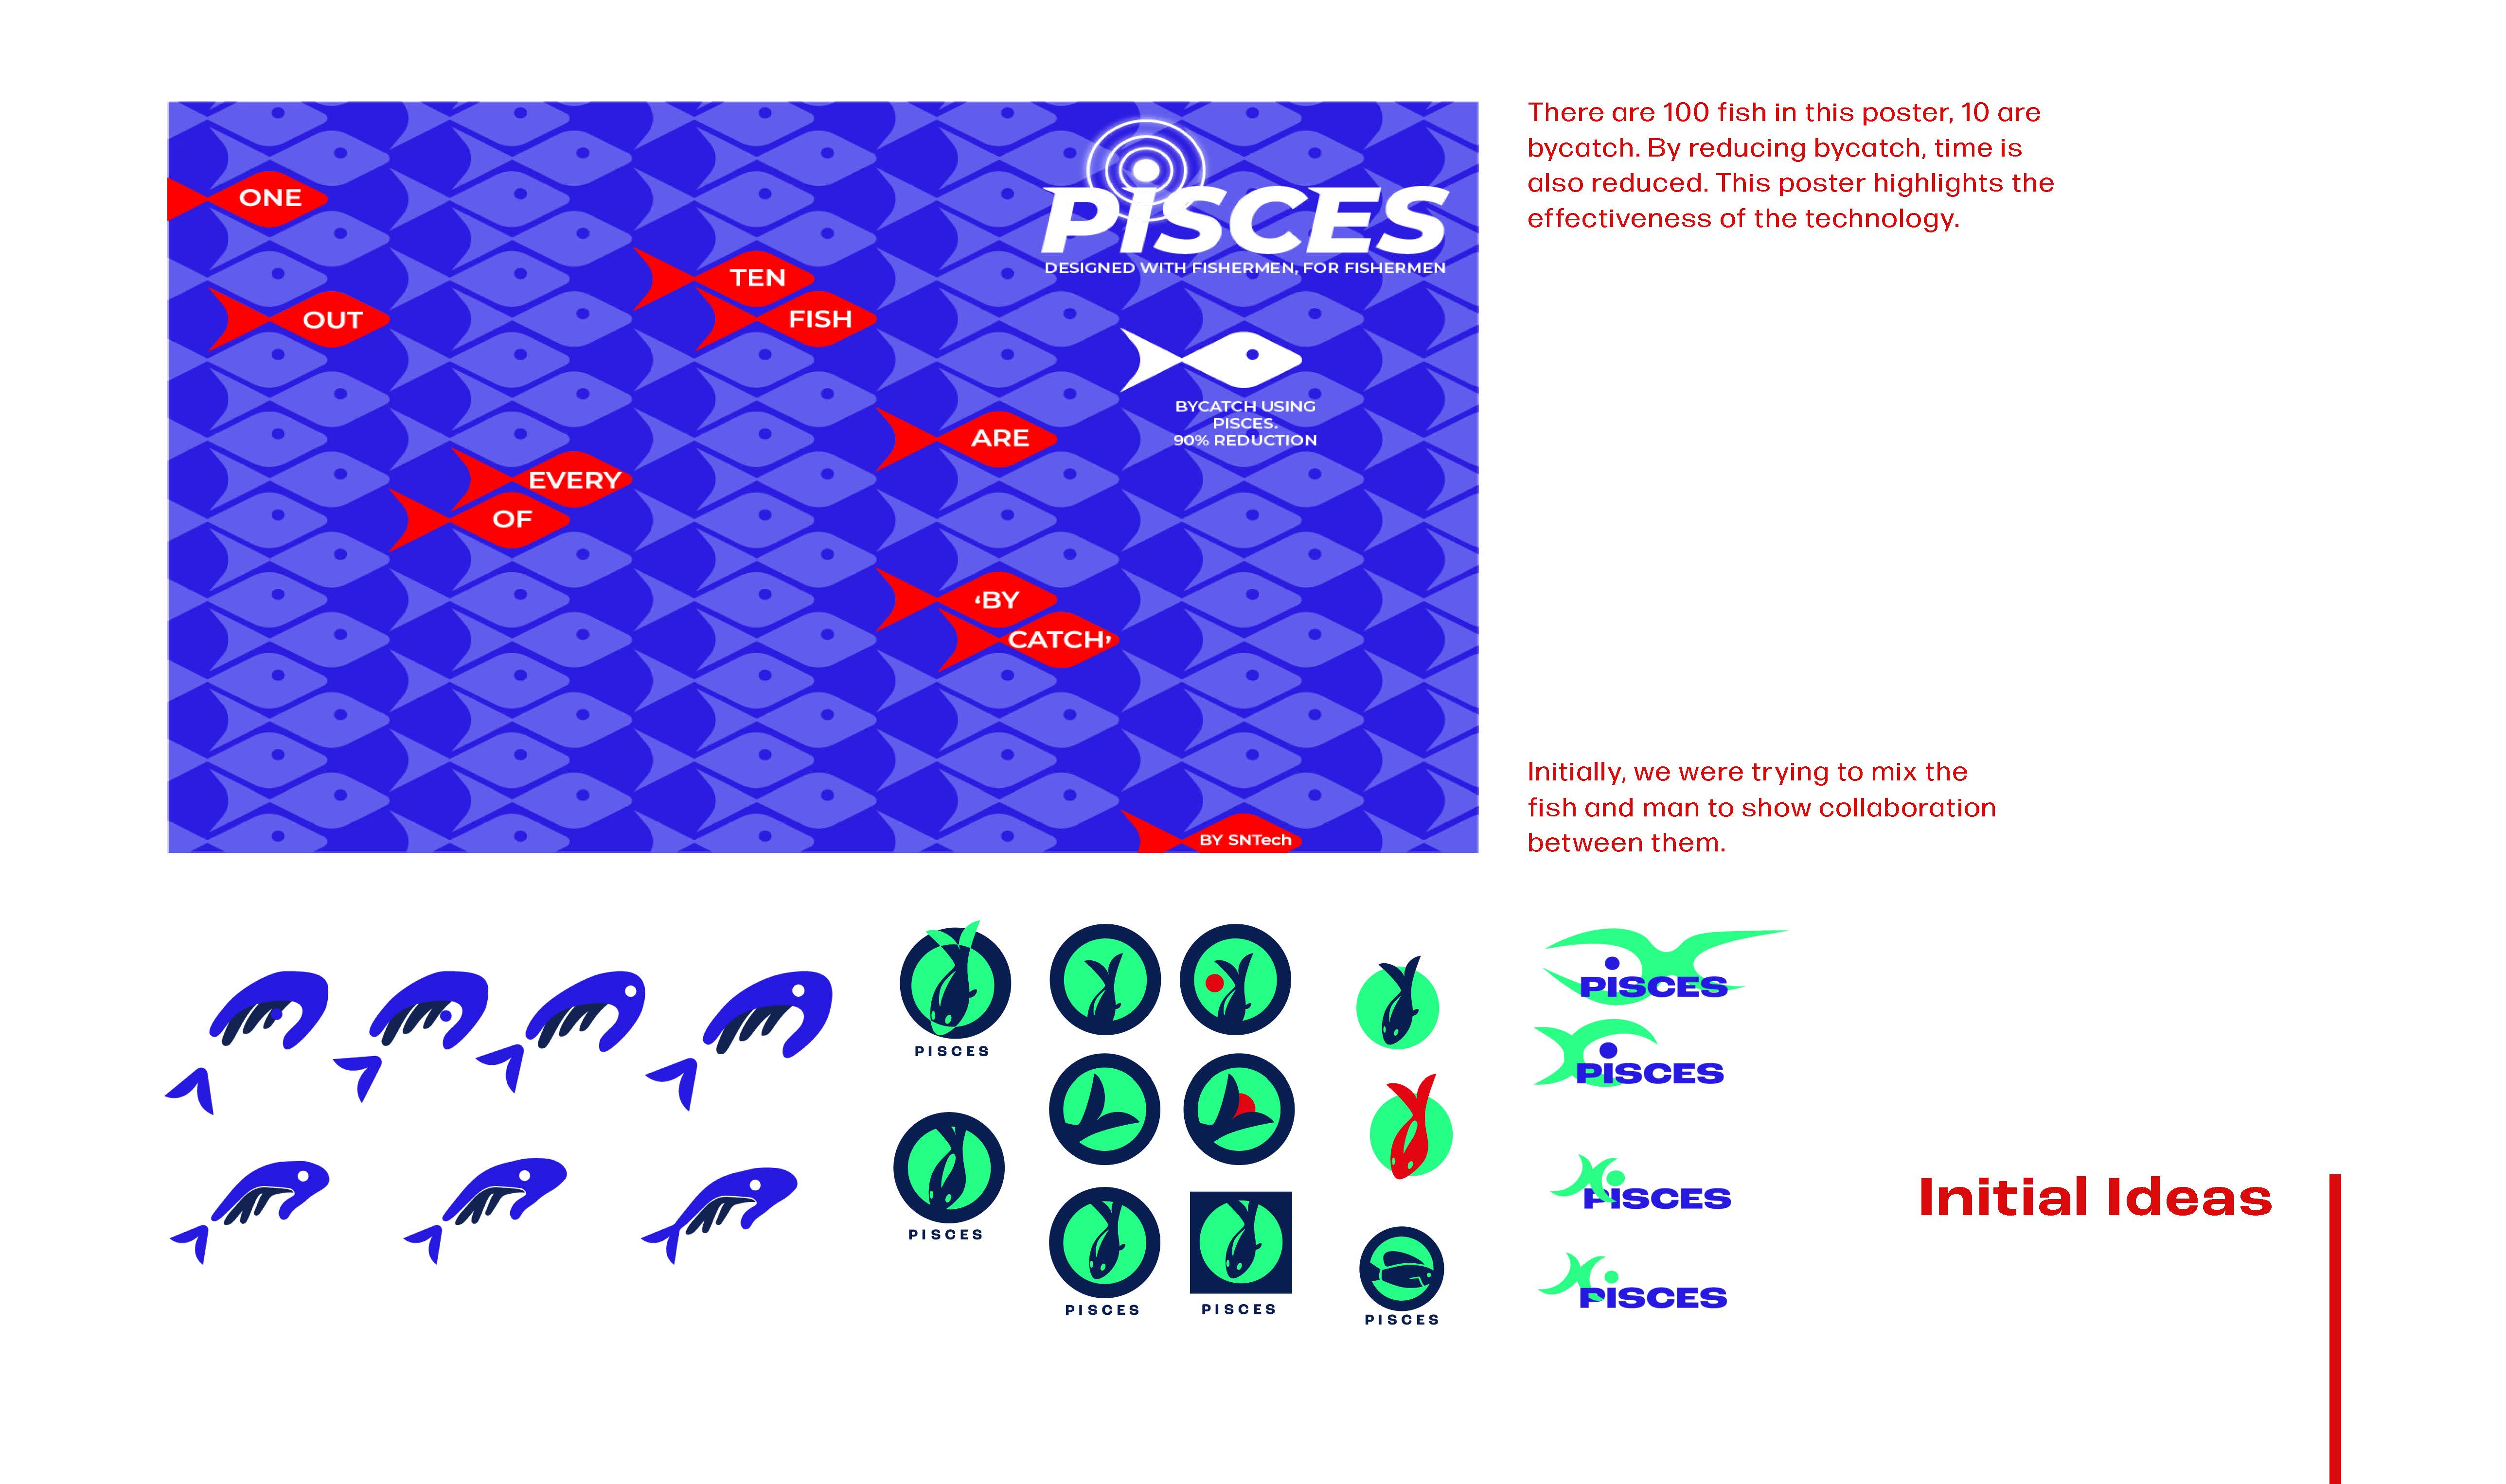 There are 100 fish in this poster, 10 are
bycatch. By reducing bycatch, time is
also reduced. This poster highlights the
effectiveness of the technology.
PiSCES
DESIGNED WITH FISHERMEN, FOR FISHERMEN
ONE
OUT
OF
EVERY
TEN
FISH
ARE
‘BY
CATCH’
BYCATCH USING
PISCES.
90% REDUCTION
BY SNTech
Initially, we were trying to mix the
fish and man to show collaboration
between them.
PISCES
PISCES
PISCES
PISCES
PISCES
PiSCES
PiSCES
PiSCES
PiSCES
Initial Ideas